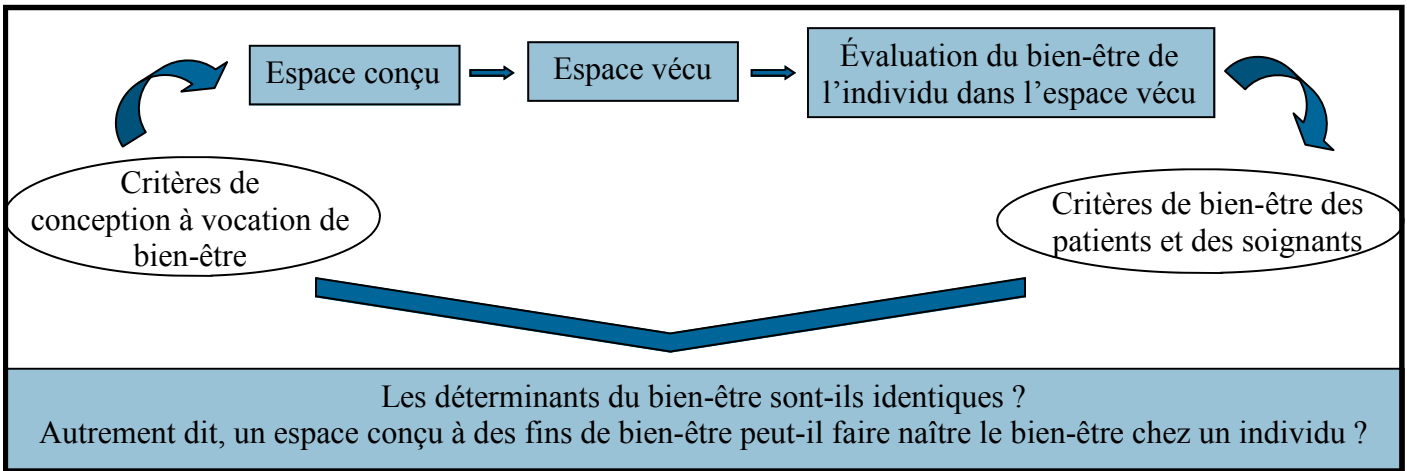 Espace conçu
Espace vécu
Évaluation du bien-être de
l’individu dans l’espace vécu
Critères de
conception à vocation de
bien-être
Critères de bien-être des
patients et des soignants
Les déterminants du bien-être sont-ils identiques ?
Autrement dit, un espace conçu à des fins de bien-être peut-il faire naître le bien-être chez un individu ?